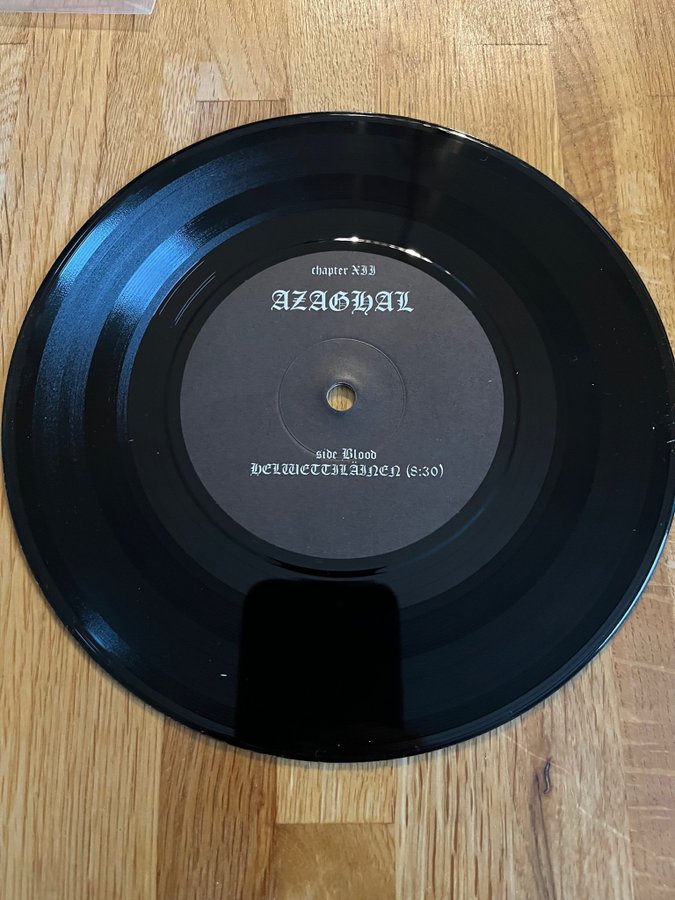 chapter XII
AZAGHAL
side Blood
HELWETTILÄINEN (8:30)